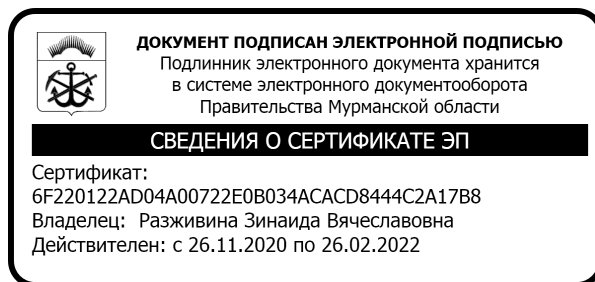 ДОКУМЕНТ ПОДПИСАН ЭЛЕКТРОННОЙ ПОДПИСЬЮ
Подлинник электронного документа хранится
в системе электронного документооборота
Правительства Мурманской области
СВЕДЕНИЯ О СЕРТИФИКАТЕ ЭП
Сертификат:
6F220122AD04A00722E0B034ACACD8444C2A17B8
Владелец: Разживина Зинаида Вячеславовна
Действителен: с 26.11.2020 по 26.02.2022